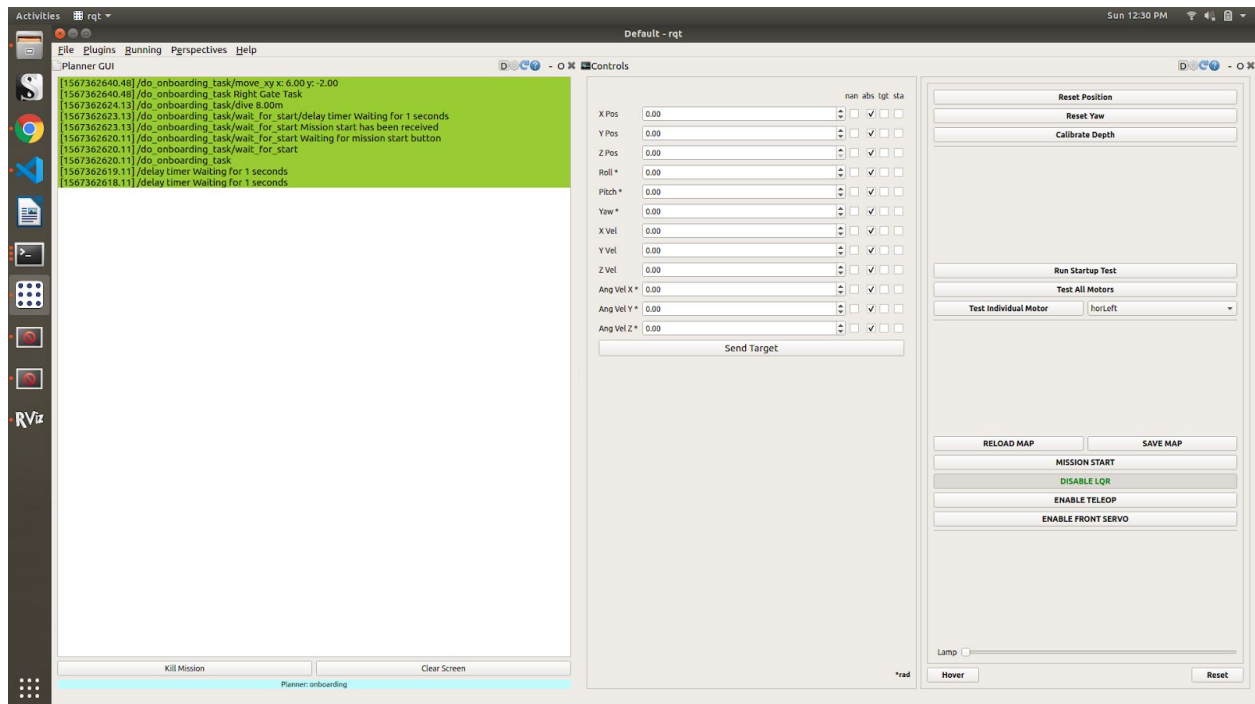 Activities rqt Sun 12:30 PM
Default - rqt
File Plugins Running Perspectives Help
Planner GUI D - O
[1567362640.48] /do_onboarding_task/move_xy x: 6.00 y: -2.00
[1567362640.48] /do_onboarding_task Right Gate Task
[1567362624.13] /do_onboarding_task/dive 8.00m
[1567362623.13] /do_onboarding_task/wait_for_start/delay timer Waiting for 1 seconds
[1567362623.13] /do_onboarding_task/wait_for_start Mission start has been received
[1567362620.11] /do_onboarding_task/wait_for_start Waiting for mission start button
[1567362620.11] /do_onboarding_task/wait_for_start
[1567362620.11] /do_onboarding_task
[1567362619.11] /delay timer Waiting for 1 seconds
[1567362618.11] /delay timer Waiting for 1 seconds
Kill Mission Clear Screen
Planner: onboarding
Controls D - O
nan abs tgt sta
X Pos 0.00
Y Pos 0.00
Z Pos 0.00
Roll * 0.00
Pitch * 0.00
Yaw * 0.00
X Vel 0.00
Y Vel 0.00
Z Vel 0.00
Ang Vel X * 0.00
Ang Vel Y * 0.00
Ang Vel Z * 0.00
Send Target
*rad
Reset Position
Reset Yaw
Calibrate Depth
Run Startup Test
Test All Motors
Test Individual Motor horLeft
RELOAD MAP SAVE MAP
MISSION START
DISABLE LQR
ENABLE TELEOP
ENABLE FRONT SERVO
Lamp
Hover Reset
RViz